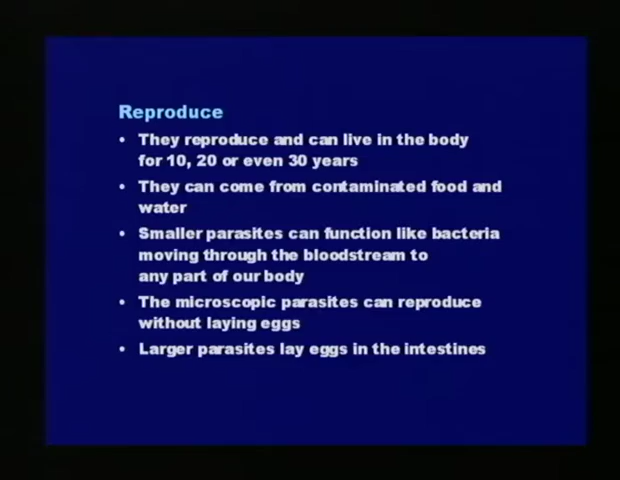 Reproduce
• They reproduce and can live in the body
for 10, 20 or even 30 years
• They can come from contaminated food and
water
• Smaller parasites can function like bacteria
moving through the bloodstream to
any part of our body
• The microscopic parasites can reproduce
without laying eggs
• Larger parasites lay eggs in the intestines